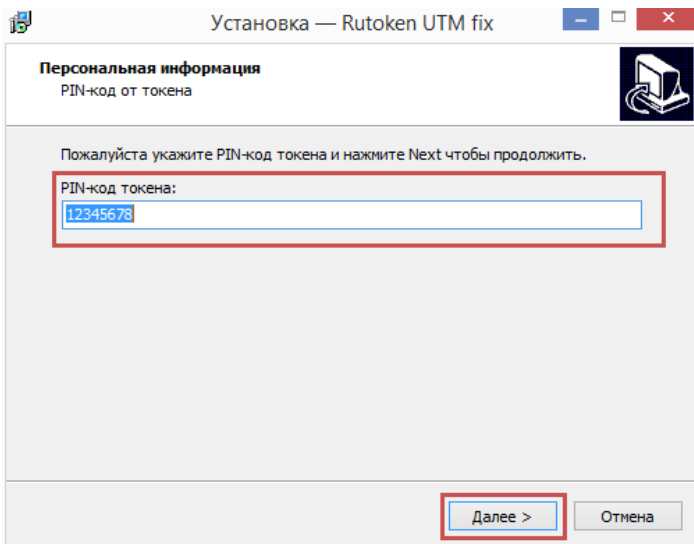 Установка — Rutoken UTM fix
Персональная информация
PIN-код от токена
Пожалуйста укажите PIN-код токена и нажмите Next чтобы продолжить.
PIN-код токена:
12345678
Далее >
Отмена